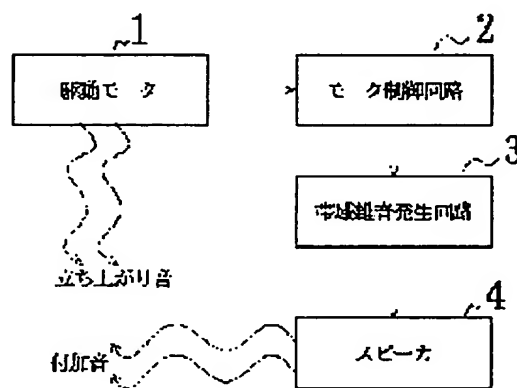 1
2
駆動モータ
モータ制御回路
3
帯域雑音発生回路
立ち上がり音
4
付加音
スピーカ